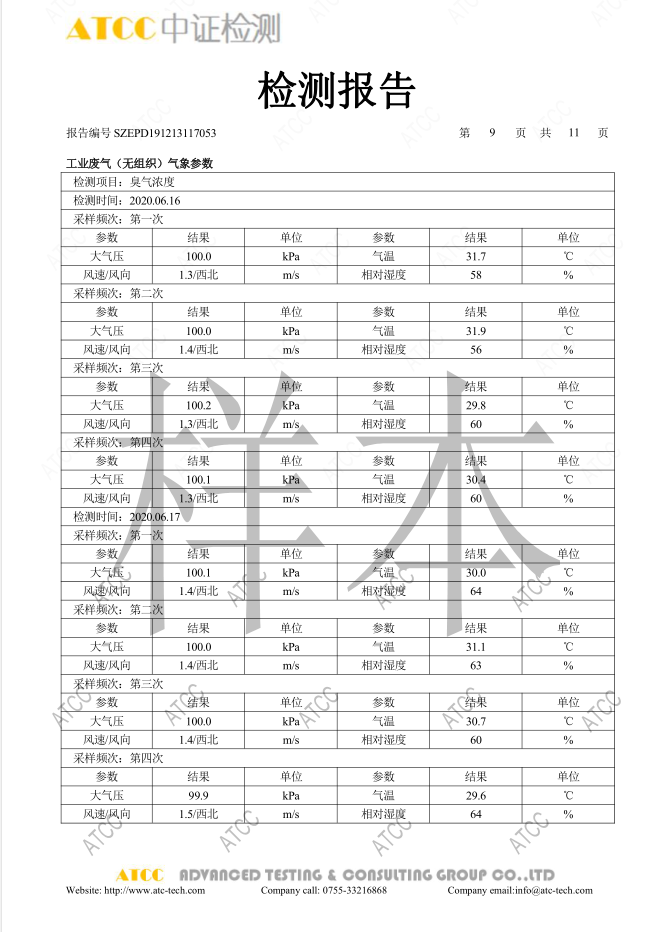 ATCC 中证检测
检测报告
报告编号 SZEPD191213117053 第 9 页 共 11 页
工业废气（无组织）气象参数
检测项目：臭气浓度
检测时间：2020.06.16
采样频次：第一次
参数 结果 单位 参数 结果 单位
大气压 100.0 kPa 气温 31.7 ℃
风速/风向 1.3/西北 m/s 相对湿度 58 %
采样频次：第二次
参数 结果 单位 参数 结果 单位
大气压 100.0 kPa 气温 31.9 ℃
风速/风向 1.4/西北 m/s 相对湿度 56 %
采样频次：第三次
参数 结果 单位 参数 结果 单位
大气压 100.2 kPa 气温 29.8 ℃
风速/风向 1.3/西北 m/s 相对湿度 60 %
采样频次：第四次
参数 结果 单位 参数 结果 单位
大气压 100.1 kPa 气温 30.4 ℃
风速/风向 1.3/西北 m/s 相对湿度 60 %
检测时间：2020.06.17
采样频次：第一次
参数 结果 单位 参数 结果 单位
大气压 100.1 kPa 气温 30.0 ℃
风速/风向 1.4/西北 m/s 相对湿度 64 %
采样频次：第二次
参数 结果 单位 参数 结果 单位
大气压 100.0 kPa 气温 31.1 ℃
风速/风向 1.4/西北 m/s 相对湿度 63 %
采样频次：第三次
参数 结果 单位 参数 结果 单位
大气压 100.0 kPa 气温 30.7 ℃
风速/风向 1.4/西北 m/s 相对湿度 60 %
采样频次：第四次
参数 结果 单位 参数 结果 单位
大气压 99.9 kPa 气温 29.6 ℃
风速/风向 1.5/西北 m/s 相对湿度 64 %
样本
ATCC ADVANCED TESTING & CONSULTING GROUP CO.,LTD
Website: http://www.atc-tech.com Company call: 0755-33216868 Company email:info@atc-tech.com